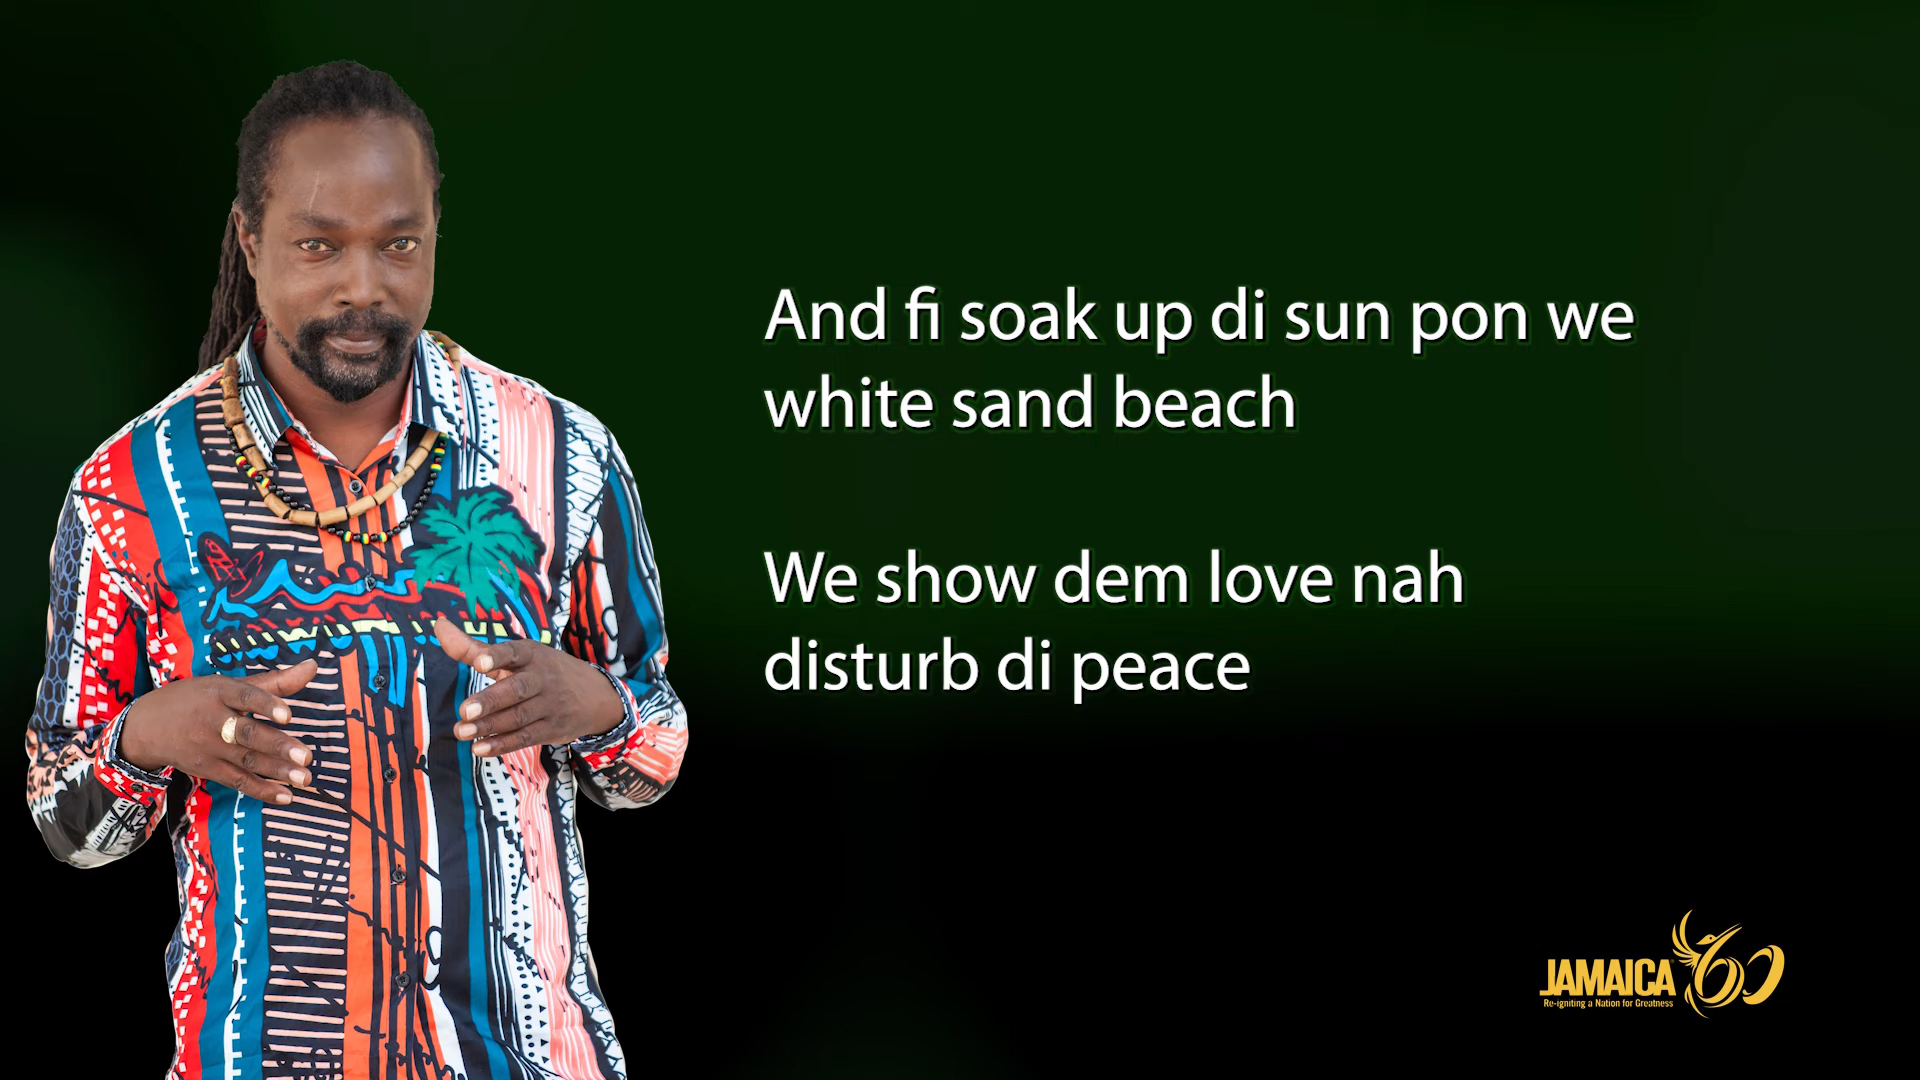 And fi soak up di sun pon we
white sand beach
We show dem love nah
disturb di peace
JAMAICA 60
Re-igniting a Nation for Greatness